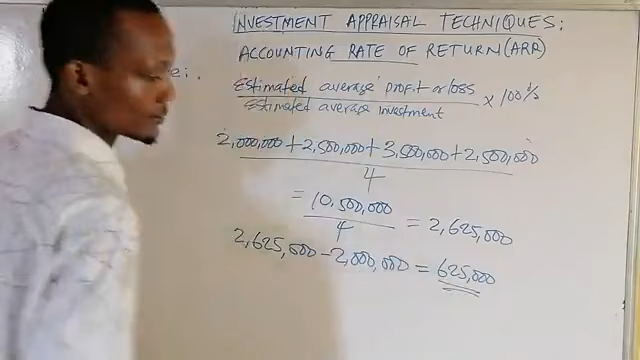 INVESTMENT APPRAISAL TECHNIQUES:
ACCOUNTING RATE OF RETURN (ARR)
e:.
Estimated average profit or loss
Estimated average investment
× 100%
2,000,000 + 2,500,000 + 3,500,000 + 2,500,000
4
= 10,500,000
4
= 2,625,000
2,625,000 - 2,000,000 = 625,000